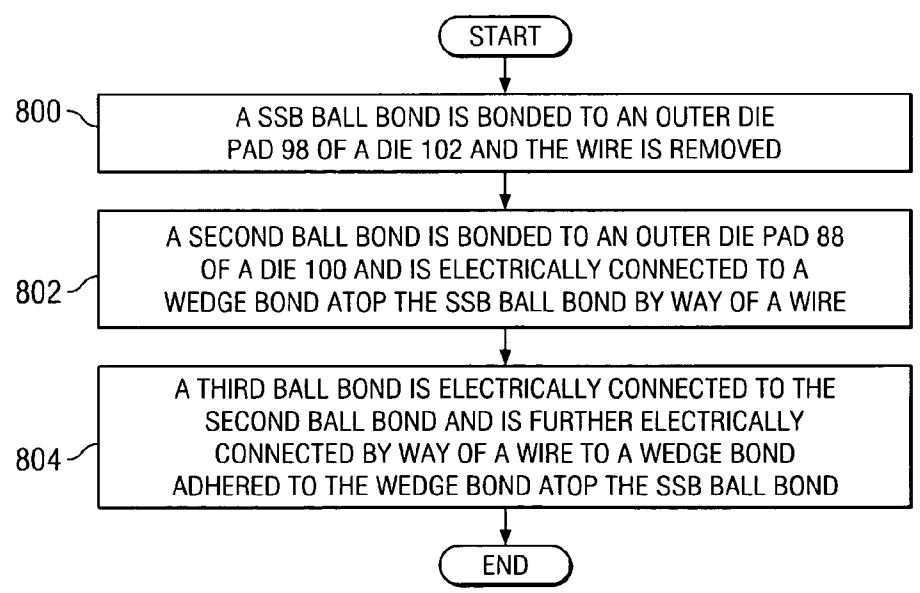 START
800
A SSB BALL BOND IS BONDED TO AN OUTER DIE
PAD 98 OF A DIE 102 AND THE WIRE IS REMOVED
802
A SECOND BALL BOND IS BONDED TO AN OUTER DIE PAD 88
OF A DIE 100 AND IS ELECTRICALLY CONNECTED TO A
WEDGE BOND ATOP THE SSB BALL BOND BY WAY OF A WIRE
804
A THIRD BALL BOND IS ELECTRICALLY CONNECTED TO THE
SECOND BALL BOND AND IS FURTHER ELECTRICALLY
CONNECTED BY WAY OF A WIRE TO A WEDGE BOND
ADHERED TO THE WEDGE BOND ATOP THE SSB BALL BOND
END